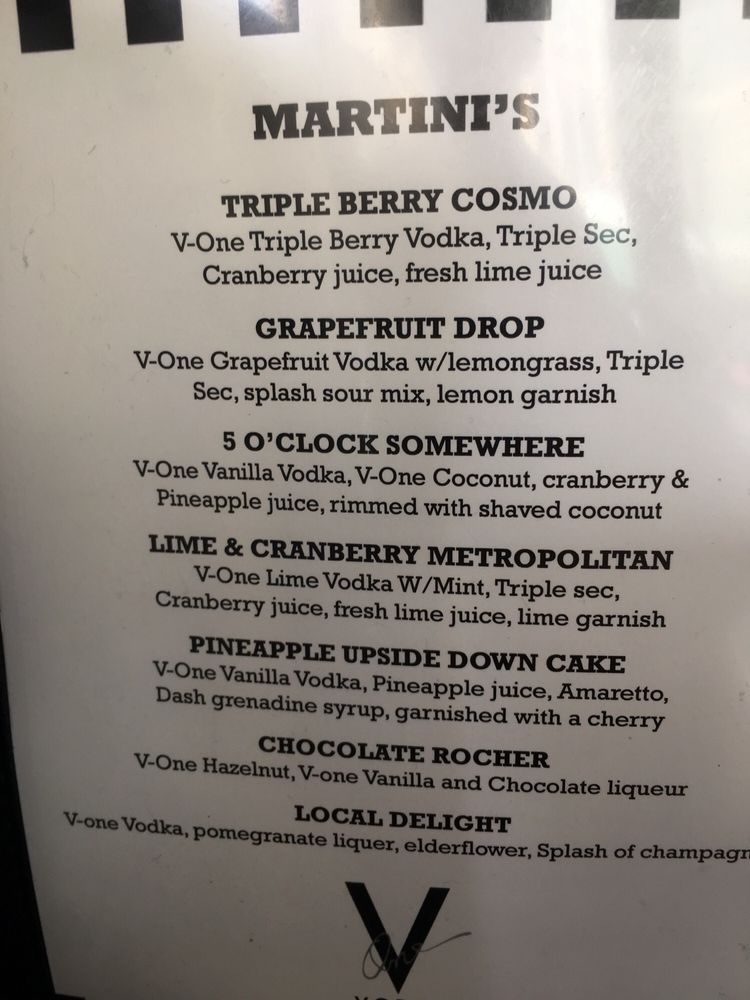 MARTINI'S
TRIPLE BERRY COSMO
V-One Triple Berry Vodka, Triple Sec,
Cranberry juice, fresh lime juice
GRAPEFRUIT DROP
V-One Grapefruit Vodka w/lemongrass, Triple
Sec, splash sour mix, lemon garnish
5 O'CLOCK SOMEWHERE
V-One Vanilla Vodka, V-One Coconut, cranberry &
Pineapple juice, rimmed with shaved coconut
LIME & CRANBERRY METROPOLITAN
V-One Lime Vodka W/Mint, Triple sec,
Cranberry juice, fresh lime juice, lime garnish
PINEAPPLE UPSIDE DOWN CAKE
V-One Vanilla Vodka, Pineapple juice, Amaretto,
Dash grenadine syrup, garnished with a cherry
CHOCOLATE ROCHER
V-One Hazelnut, V-one Vanilla and Chocolate liqueur
LOCAL DELIGHT
V-one Vodka, pomegranate liquer, elderflower, Splash of champagn
V
One